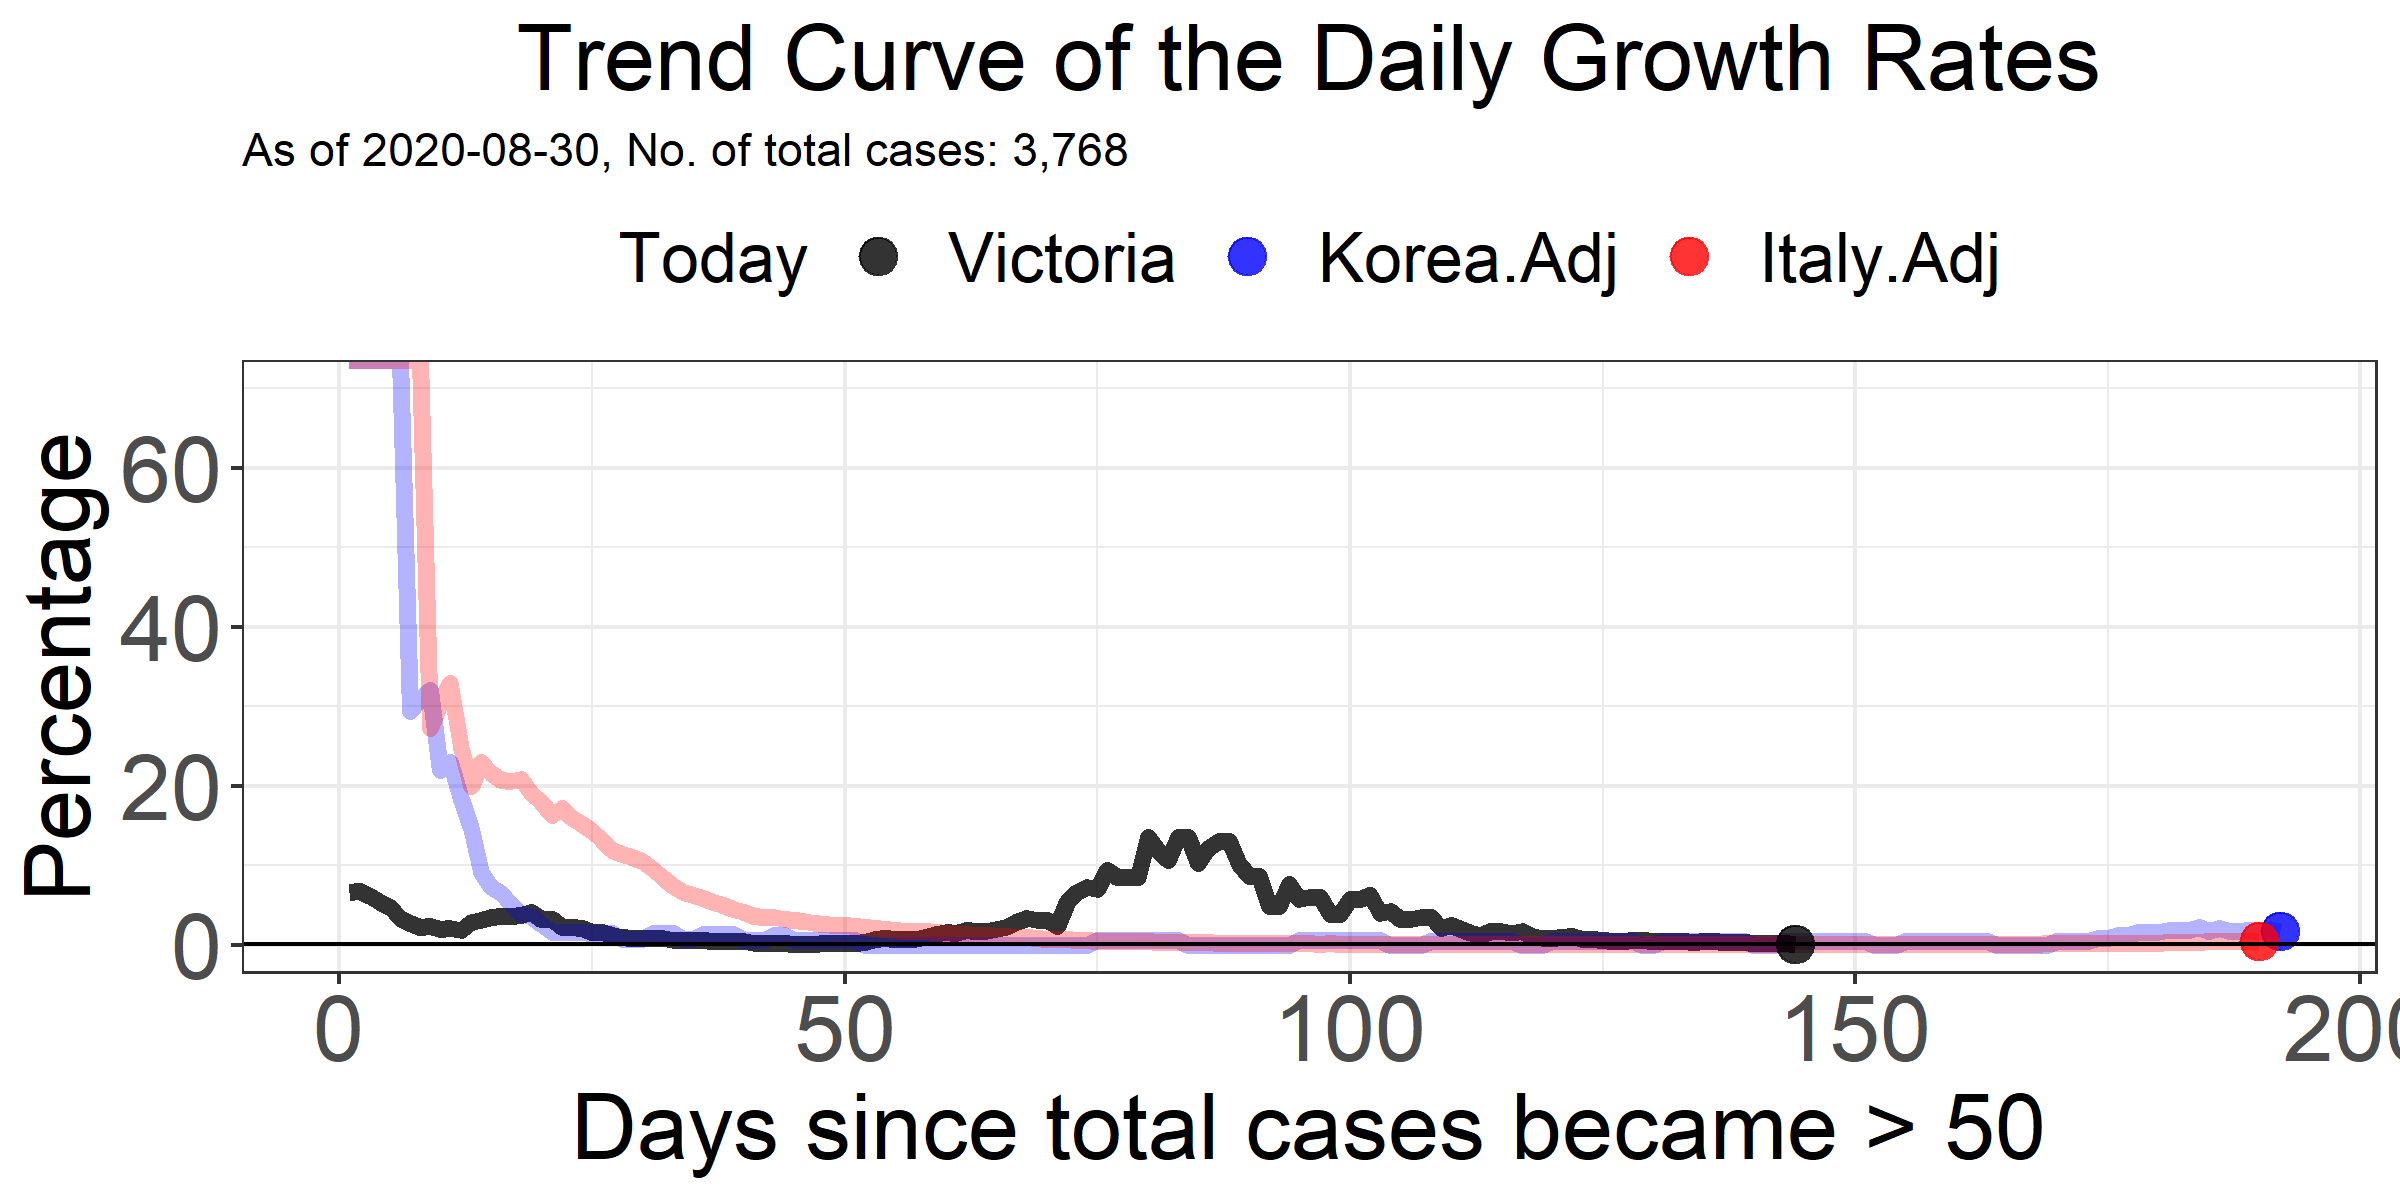 Trend Curve of the Daily Growth Rates
As of 2020-08-30, No. of total cases: 3,768
Today Victoria Korea.Adj Italy.Adj
Percentage
60
40
20
0
0 50 100 150 200
Days since total cases became > 50